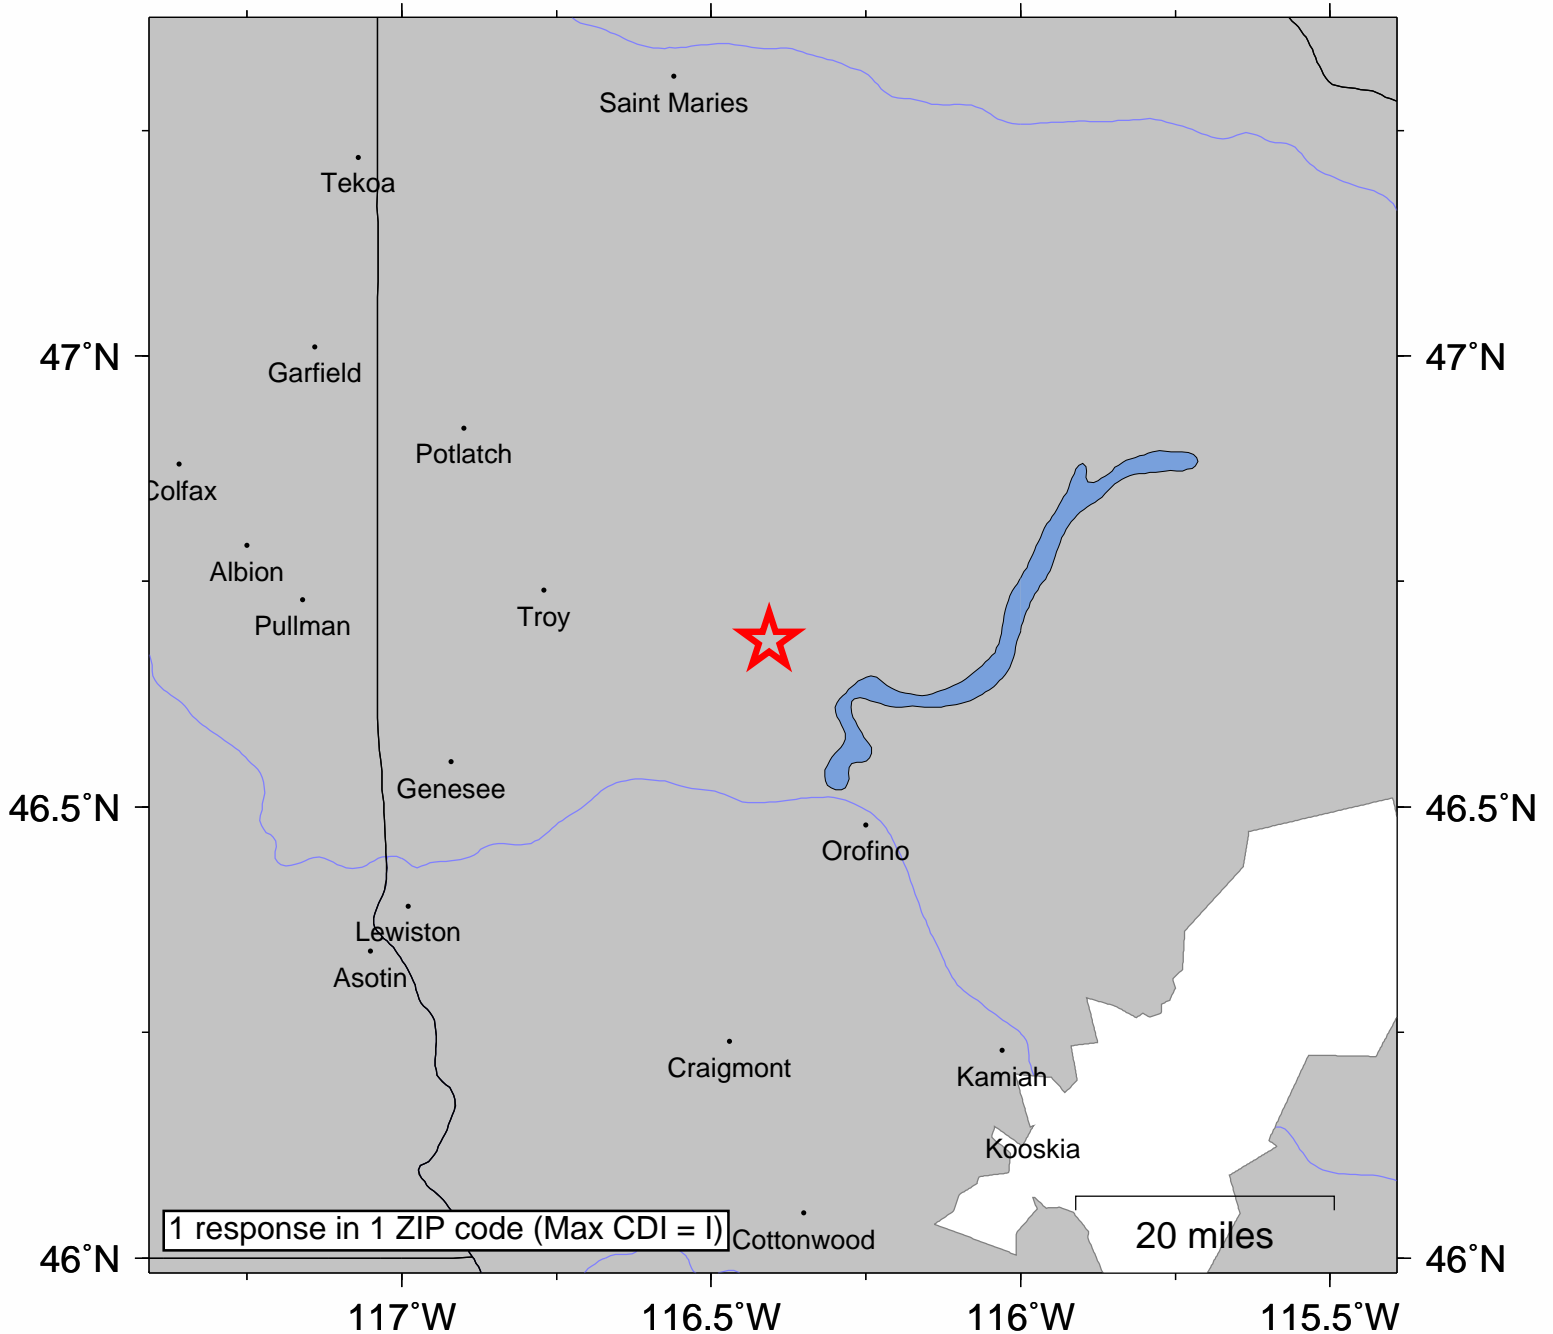 Saint Maries
Tekoa
47°N
47°N
Garfield
Potlatch
Colfax
Albion
Pullman
Troy
Genesee
46.5°N
46.5°N
Orofino
Lewiston
Asotin
Craigmont
Kamiah
Kooskia
1 response in 1 ZIP code (Max CDI = I)
Cottonwood
20 miles
46°N
46°N
117°W
116.5°W
116°W
115.5°W